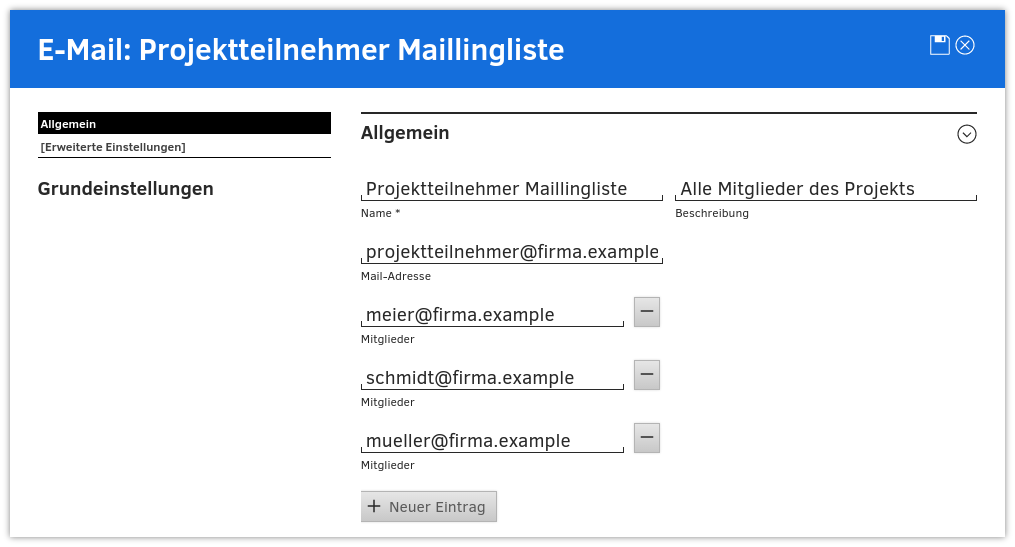 E-Mail: Projektteilnehmer Maillingliste
Allgemein
[Erweiterte Einstellungen]
Grundeinstellungen
Allgemein
Projektteilnehmer Maillingliste
Name *
Alle Mitglieder des Projekts
Beschreibung
projektteilnehmer@firma.example
Mail-Adresse
meier@firma.example
Mitglieder
schmidt@firma.example
Mitglieder
mueller@firma.example
Mitglieder
Neuer Eintrag